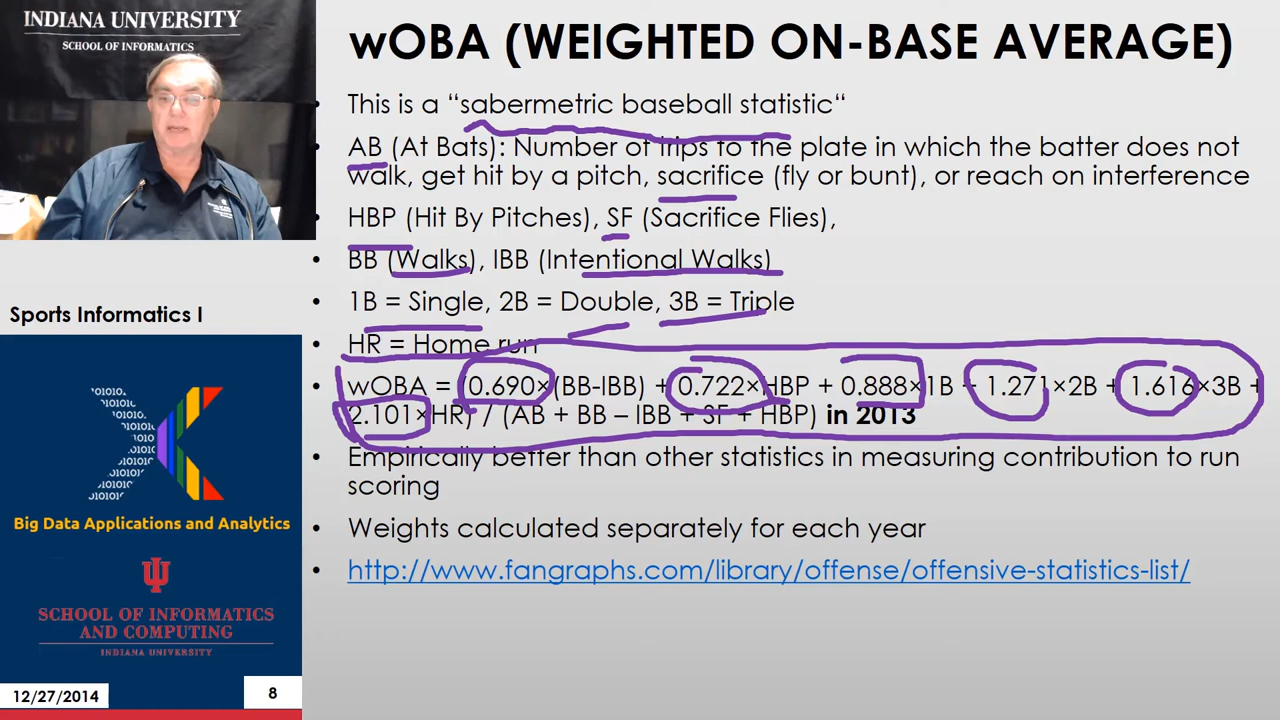 INDIANA UNIVERSITY
SCHOOL OF INFORMATICS
wOBA (WEIGHTED ON-BASE AVERAGE)
• This is a “sabermetric baseball statistic“
• AB (At Bats): Number of trips to the plate in which the batter does not
walk, get hit by a pitch, sacrifice (fly or bunt), or reach on interference
• HBP (Hit By Pitches), SF (Sacrifice Flies),
• BB (Walks), IBB (Intentional Walks)
• 1B = Single, 2B = Double, 3B = Triple
• HR = Home run
• wOBA = (0.690×(BB-IBB) + 0.722×HBP + 0.888×1B + 1.271×2B + 1.616×3B +
2.101×HR) / (AB + BB – IBB + SF + HBP) in 2013
• Empirically better than other statistics in measuring contribution to run
scoring
• Weights calculated separately for each year
• http://www.fangraphs.com/library/offense/offensive-statistics-list/
Sports Informatics I
Big Data Applications and Analytics
SCHOOL OF INFORMATICS
AND COMPUTING
INDIANA UNIVERSITY
12/27/2014
8